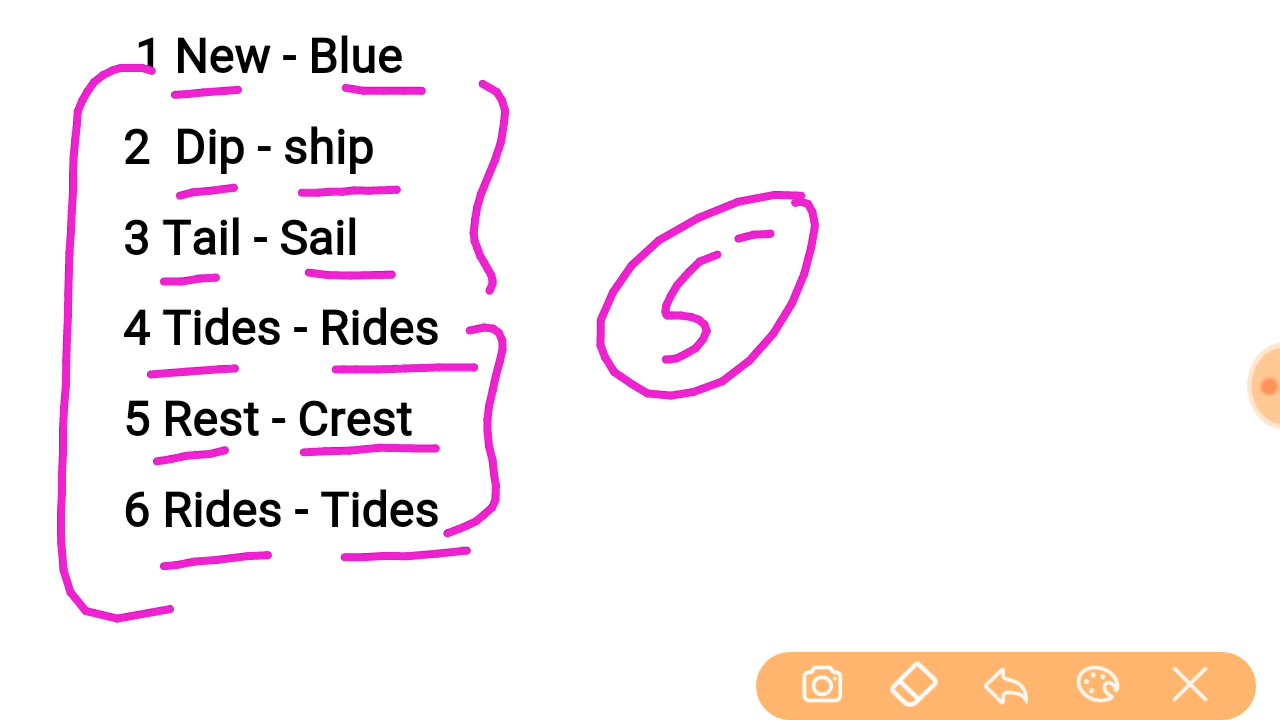 1 New - Blue
2 Dip - ship
3 Tail - Sail
4 Tides - Rides
5 Rest - Crest
6 Rides - Tides
5